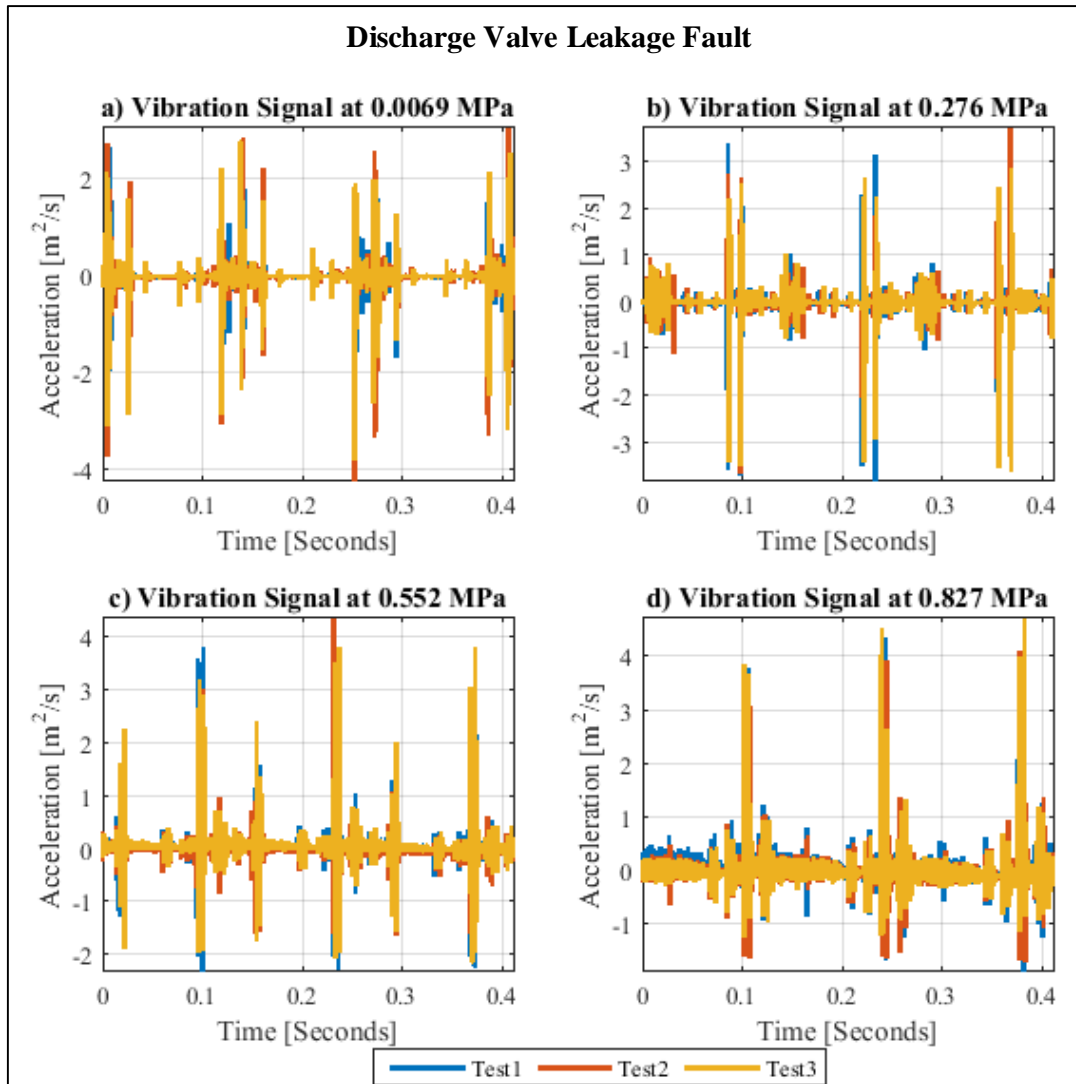 Discharge Valve Leakage Fault
a) Vibration Signal at 0.0069 MPa
2
0
-2
-4
Acceleration [m²/s]
0 0.1 0.2 0.3 0.4
Time [Seconds]
b) Vibration Signal at 0.276 MPa
3
2
1
0
-1
-2
-3
Acceleration [m²/s]
0 0.1 0.2 0.3 0.4
Time [Seconds]
c) Vibration Signal at 0.552 MPa
4
3
2
1
0
-1
-2
Acceleration [m²/s]
0 0.1 0.2 0.3 0.4
Time [Seconds]
d) Vibration Signal at 0.827 MPa
4
3
2
1
0
-1
Acceleration [m²/s]
0 0.1 0.2 0.3 0.4
Time [Seconds]
Test1 Test2 Test3